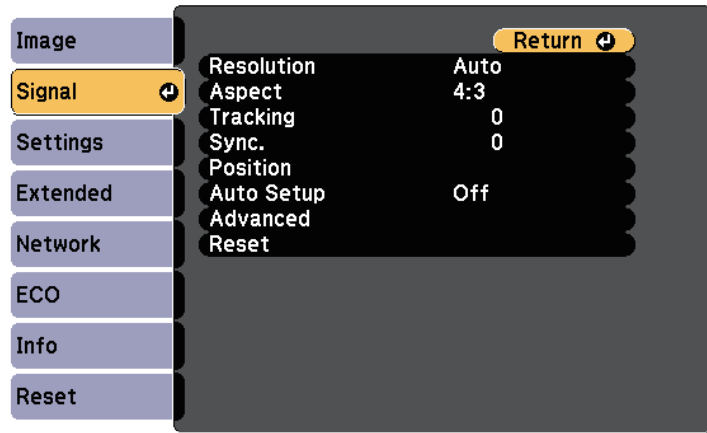 Image
Signal
Settings
Extended
Network
ECO
Info
Reset
Return
Resolution Auto
Aspect 4:3
Tracking 0
Sync. 0
Position
Auto Setup Off
Advanced
Reset